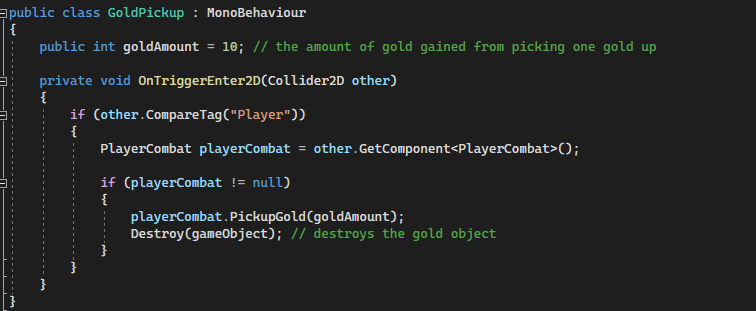 public class GoldPickup : MonoBehaviour
{
    public int goldAmount = 10; // the amount of gold gained from picking one gold up

    private void OnTriggerEnter2D(Collider2D other)
    {
        if (other.CompareTag("Player"))
        {
            PlayerCombat playerCombat = other.GetComponent<PlayerCombat>();

            if (playerCombat != null)
            {
                playerCombat.PickupGold(goldAmount);
                Destroy(gameObject); // destroys the gold object
            }
        }
    }
}